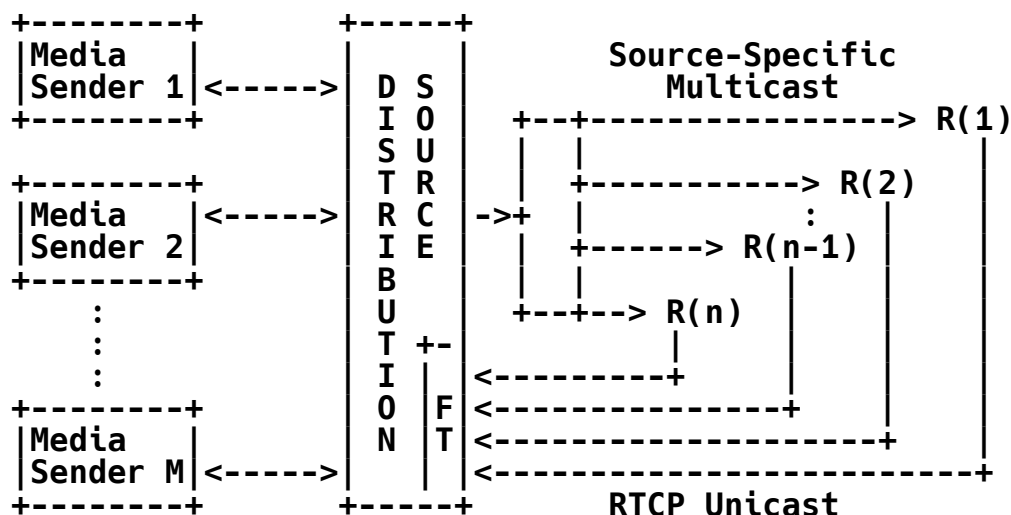 Media
Sender 1
Source-Specific
Multicast
R(1)
Media
Sender 2
DISTRIBUTION
SOURCE
R(2)
:
R(n-1)
:
:
:
R(n)
FT
Media
Sender M
RTCP Unicast